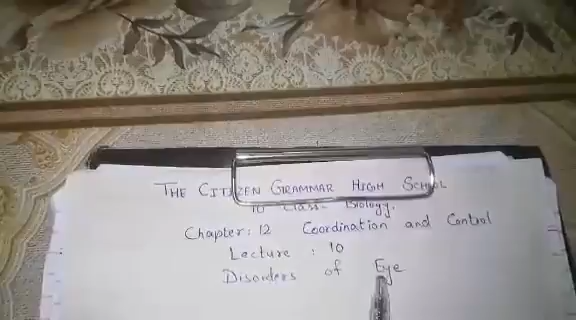 THE CITIZEN GRAMMAR HIGH SCHOOL
10 Class Biology.
Chapter: 12 Coordination and Control
Lecture : 10
Disorders of Eye